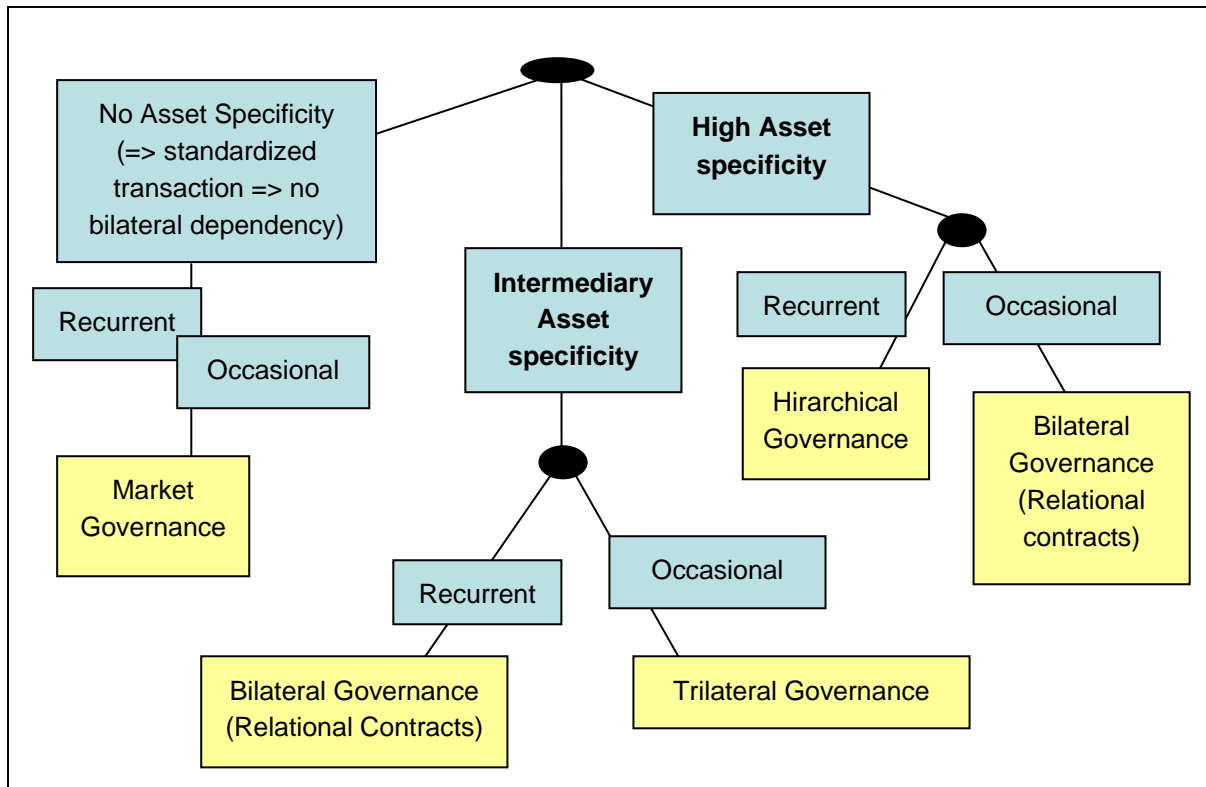 No Asset Specificity
(=> standardized
transaction => no
bilateral dependency)
Recurrent
Occasional
Market
Governance
Intermediary
Asset
specificity
Recurrent
Bilateral Governance
(Relational Contracts)
Occasional
Trilateral Governance
High Asset
specificity
Recurrent
Hirarchical
Governance
Occasional
Bilateral
Governance
(Relational
contracts)